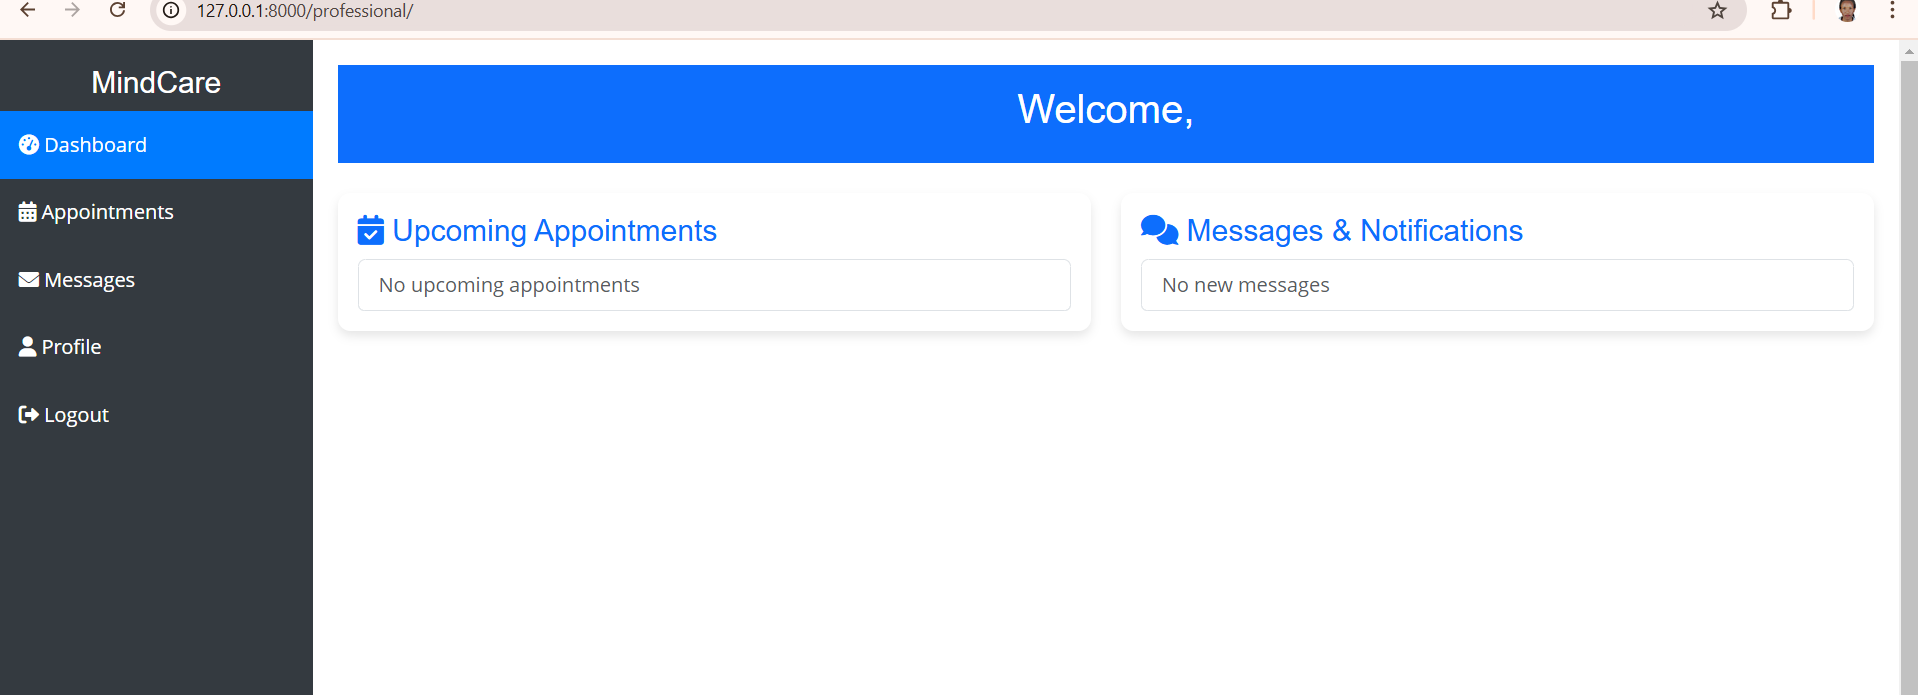 127.0.0.1:8000/professional/
MindCare
Dashboard
Appointments
Messages
Profile
Logout
Welcome,
Upcoming Appointments
No upcoming appointments
Messages & Notifications
No new messages